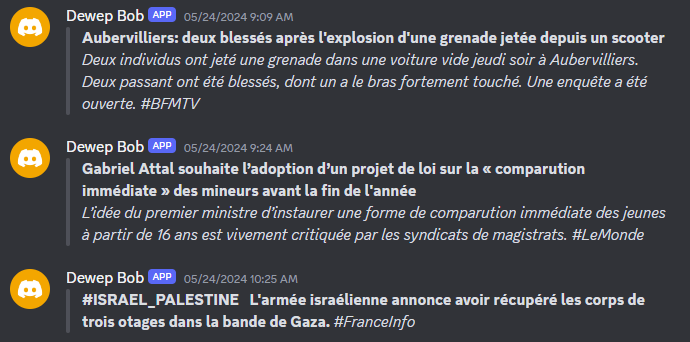 Dewep Bob APP 05/24/2024 9:09 AM
Aubervilliers: deux blessés après l'explosion d'une grenade jetée depuis un scooter
Deux individus ont jeté une grenade dans une voiture vide jeudi soir à Aubervilliers.
Deux passant ont été blessés, dont un a le bras fortement touché. Une enquête a été
ouverte. #BFMTV
Dewep Bob APP 05/24/2024 9:24 AM
Gabriel Attal souhaite l’adoption d’un projet de loi sur la « comparution
immédiate » des mineurs avant la fin de l'année
L’idée du premier ministre d’instaurer une forme de comparution immédiate des jeunes
à partir de 16 ans est vivement critiquée par les syndicats de magistrats. #LeMonde
Dewep Bob APP 05/24/2024 10:25 AM
#ISRAEL_PALESTINE L'armée israélienne annonce avoir récupéré les corps de
trois otages dans la bande de Gaza. #FranceInfo